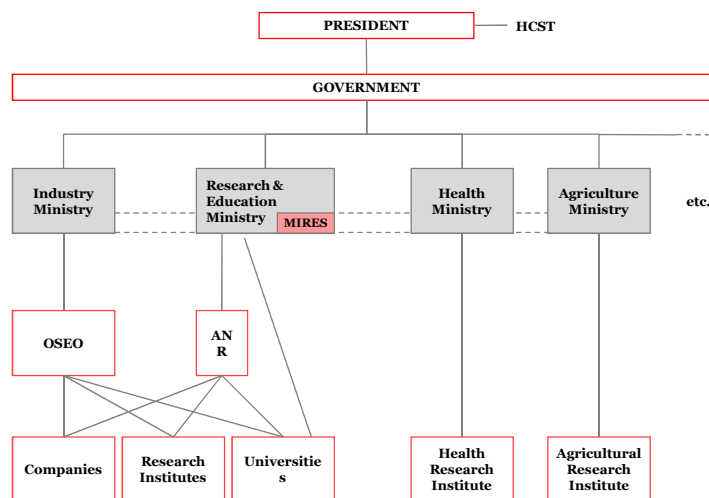 PRESIDENT
HCST
GOVERNMENT
Industry
Ministry
Research &
Education
Ministry
MIRES
Health
Ministry
Agriculture
Ministry
etc.
OSEO
AN
R
Companies
Research
Institutes
Universitie
s
Health
Research
Institute
Agricultural
Research
Institute